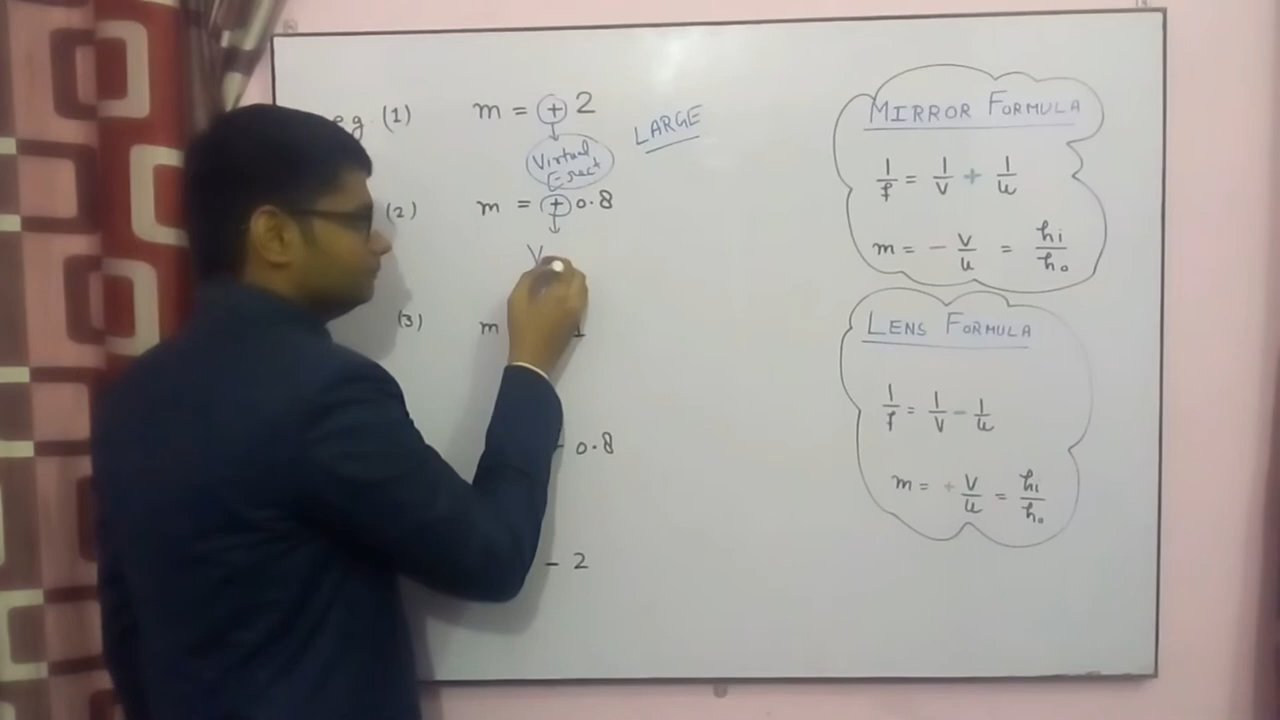 e.g. (1) m = + 2
Virtual
Erect
LARGE
(2) m = + 0.8
V
(3) m 1
- 0.8
- 2
MIRROR FORMULA
1/f = 1/v + 1/u
m = - v/u = hi/ho
LENS FORMULA
1/f = 1/v - 1/u
m = + v/u = hi/ho